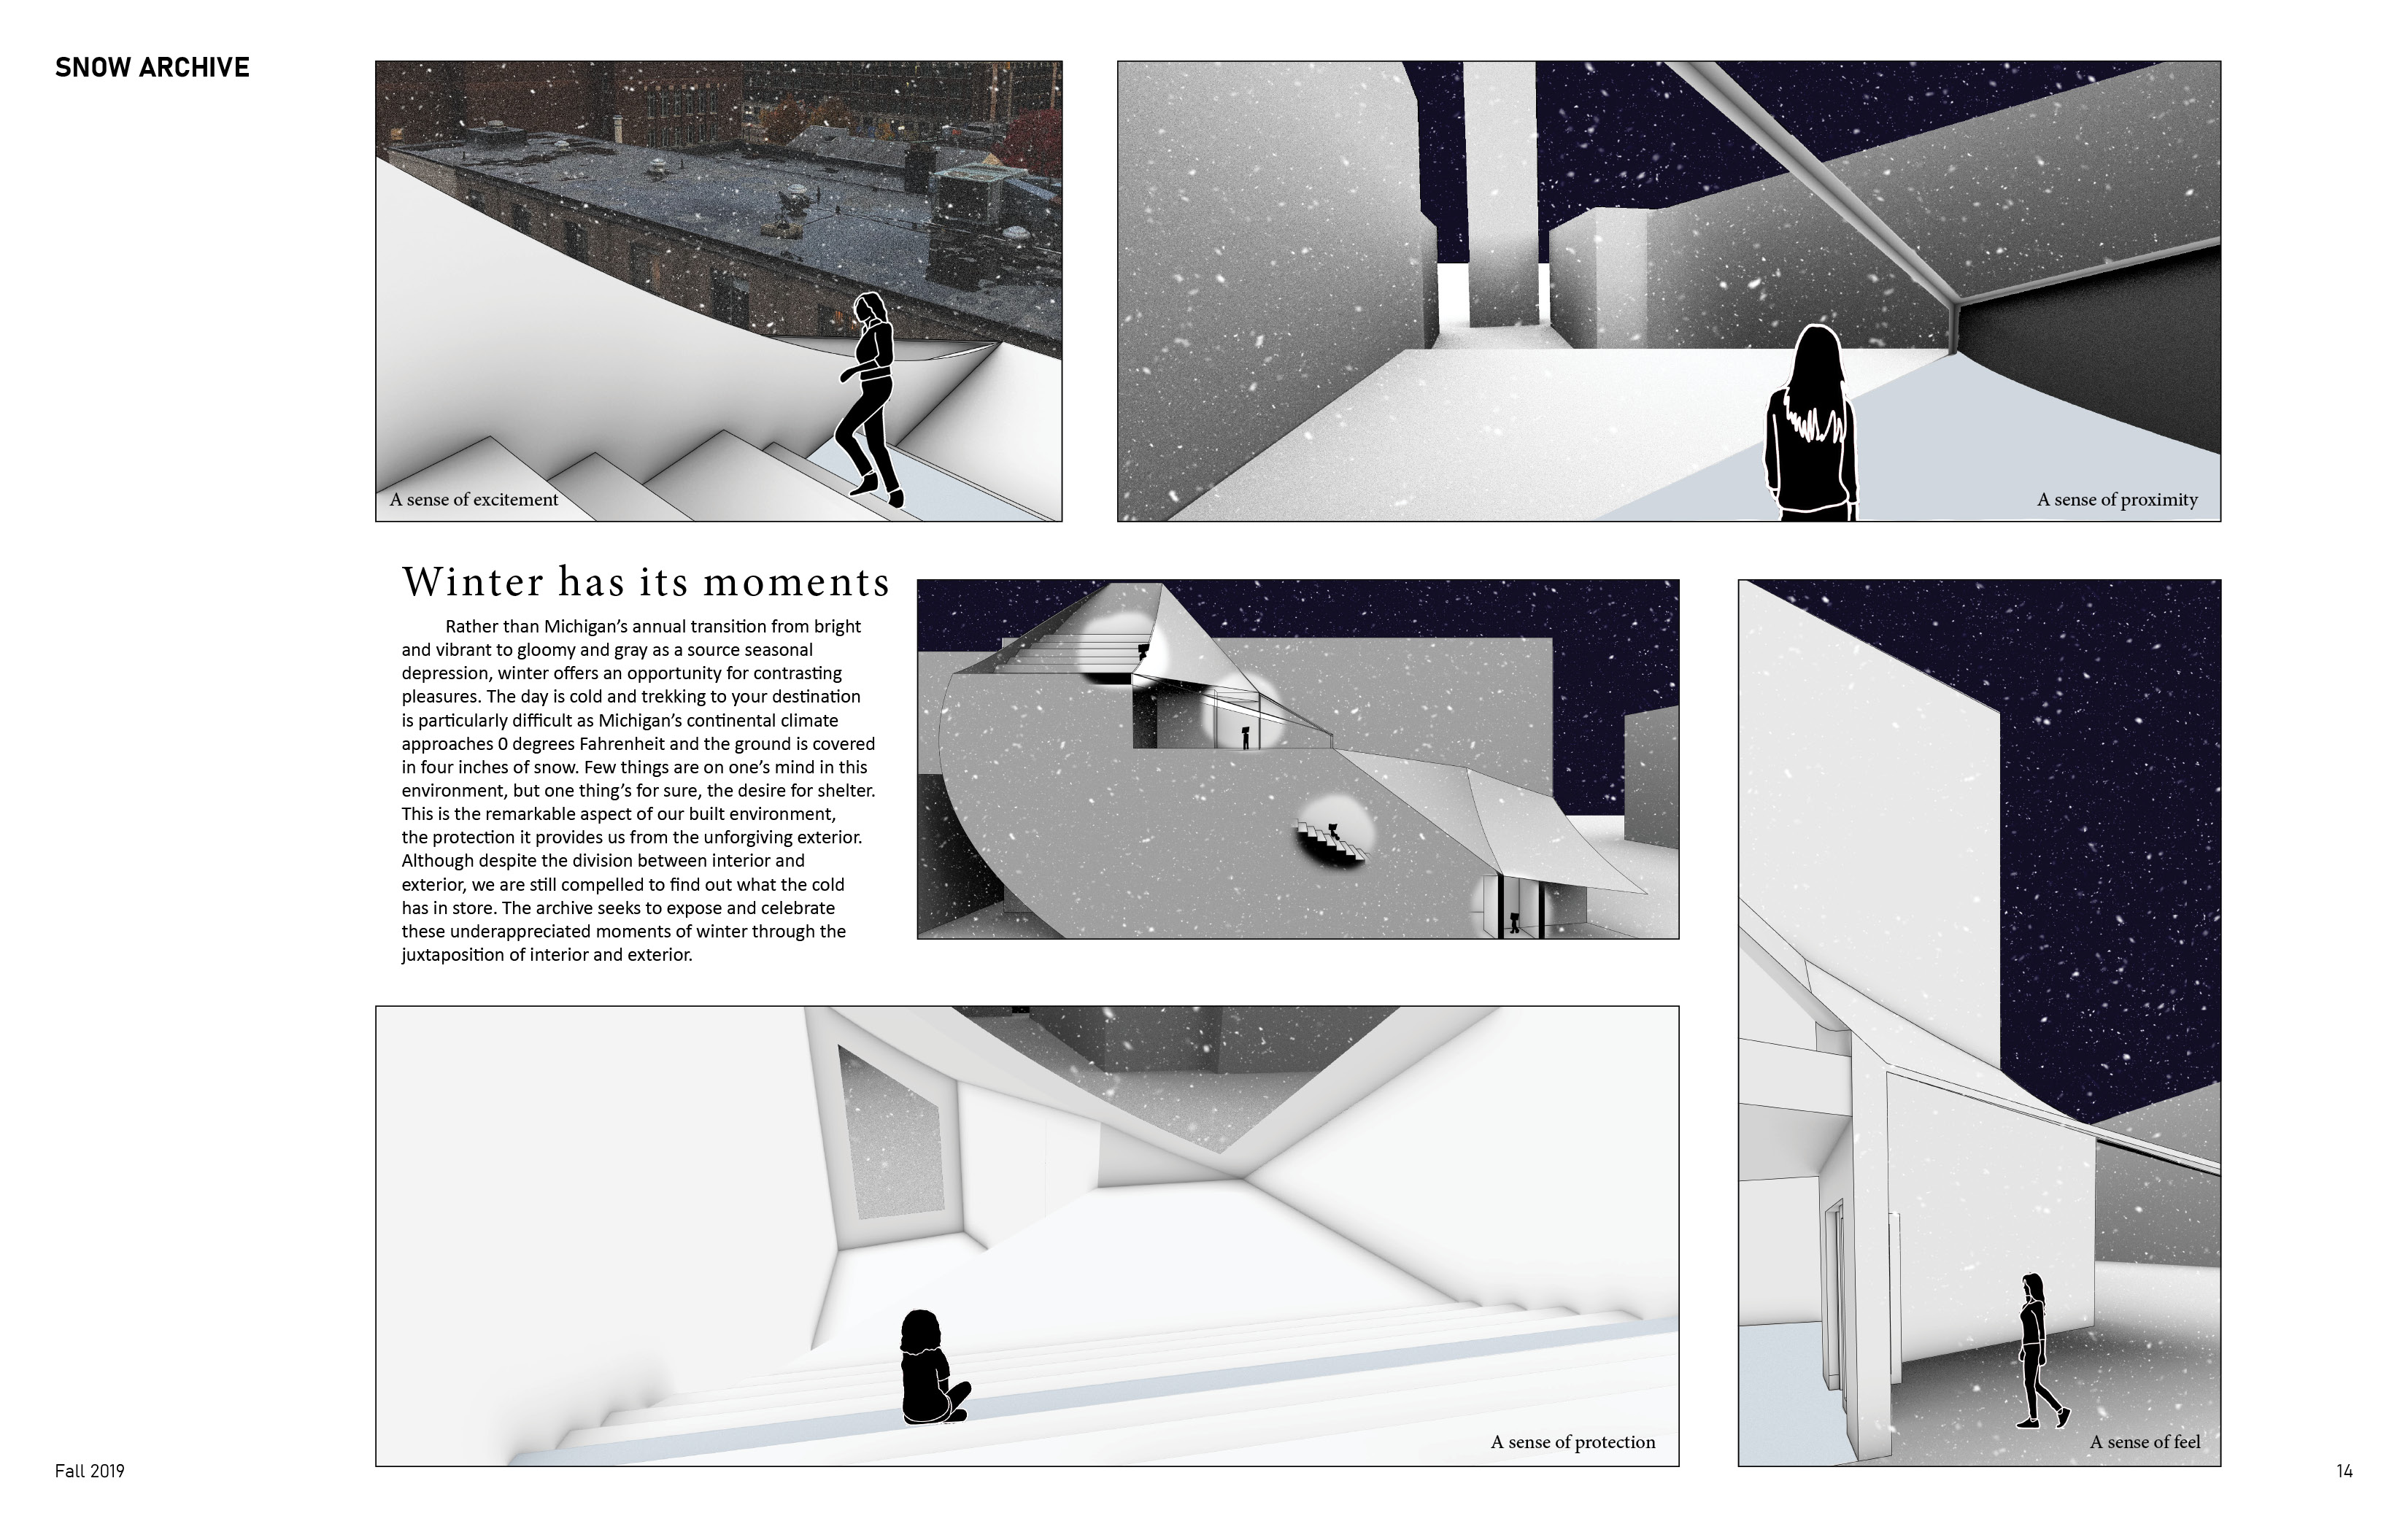 SNOW ARCHIVE
A sense of excitement
A sense of proximity
Winter has its moments
Rather than Michigan’s annual transition from bright
and vibrant to gloomy and gray as a source seasonal
depression, winter offers an opportunity for contrasting
pleasures. The day is cold and trekking to your destination
is particularly difficult as Michigan’s continental climate
approaches 0 degrees Fahrenheit and the ground is covered
in four inches of snow. Few things are on one’s mind in this
environment, but one thing’s for sure, the desire for shelter.
This is the remarkable aspect of our built environment,
the protection it provides us from the unforgiving exterior.
Although despite the division between interior and
exterior, we are still compelled to find out what the cold
has in store. The archive seeks to expose and celebrate
these underappreciated moments of winter through the
juxtaposition of interior and exterior.
A sense of protection
A sense of feel
Fall 2019
14